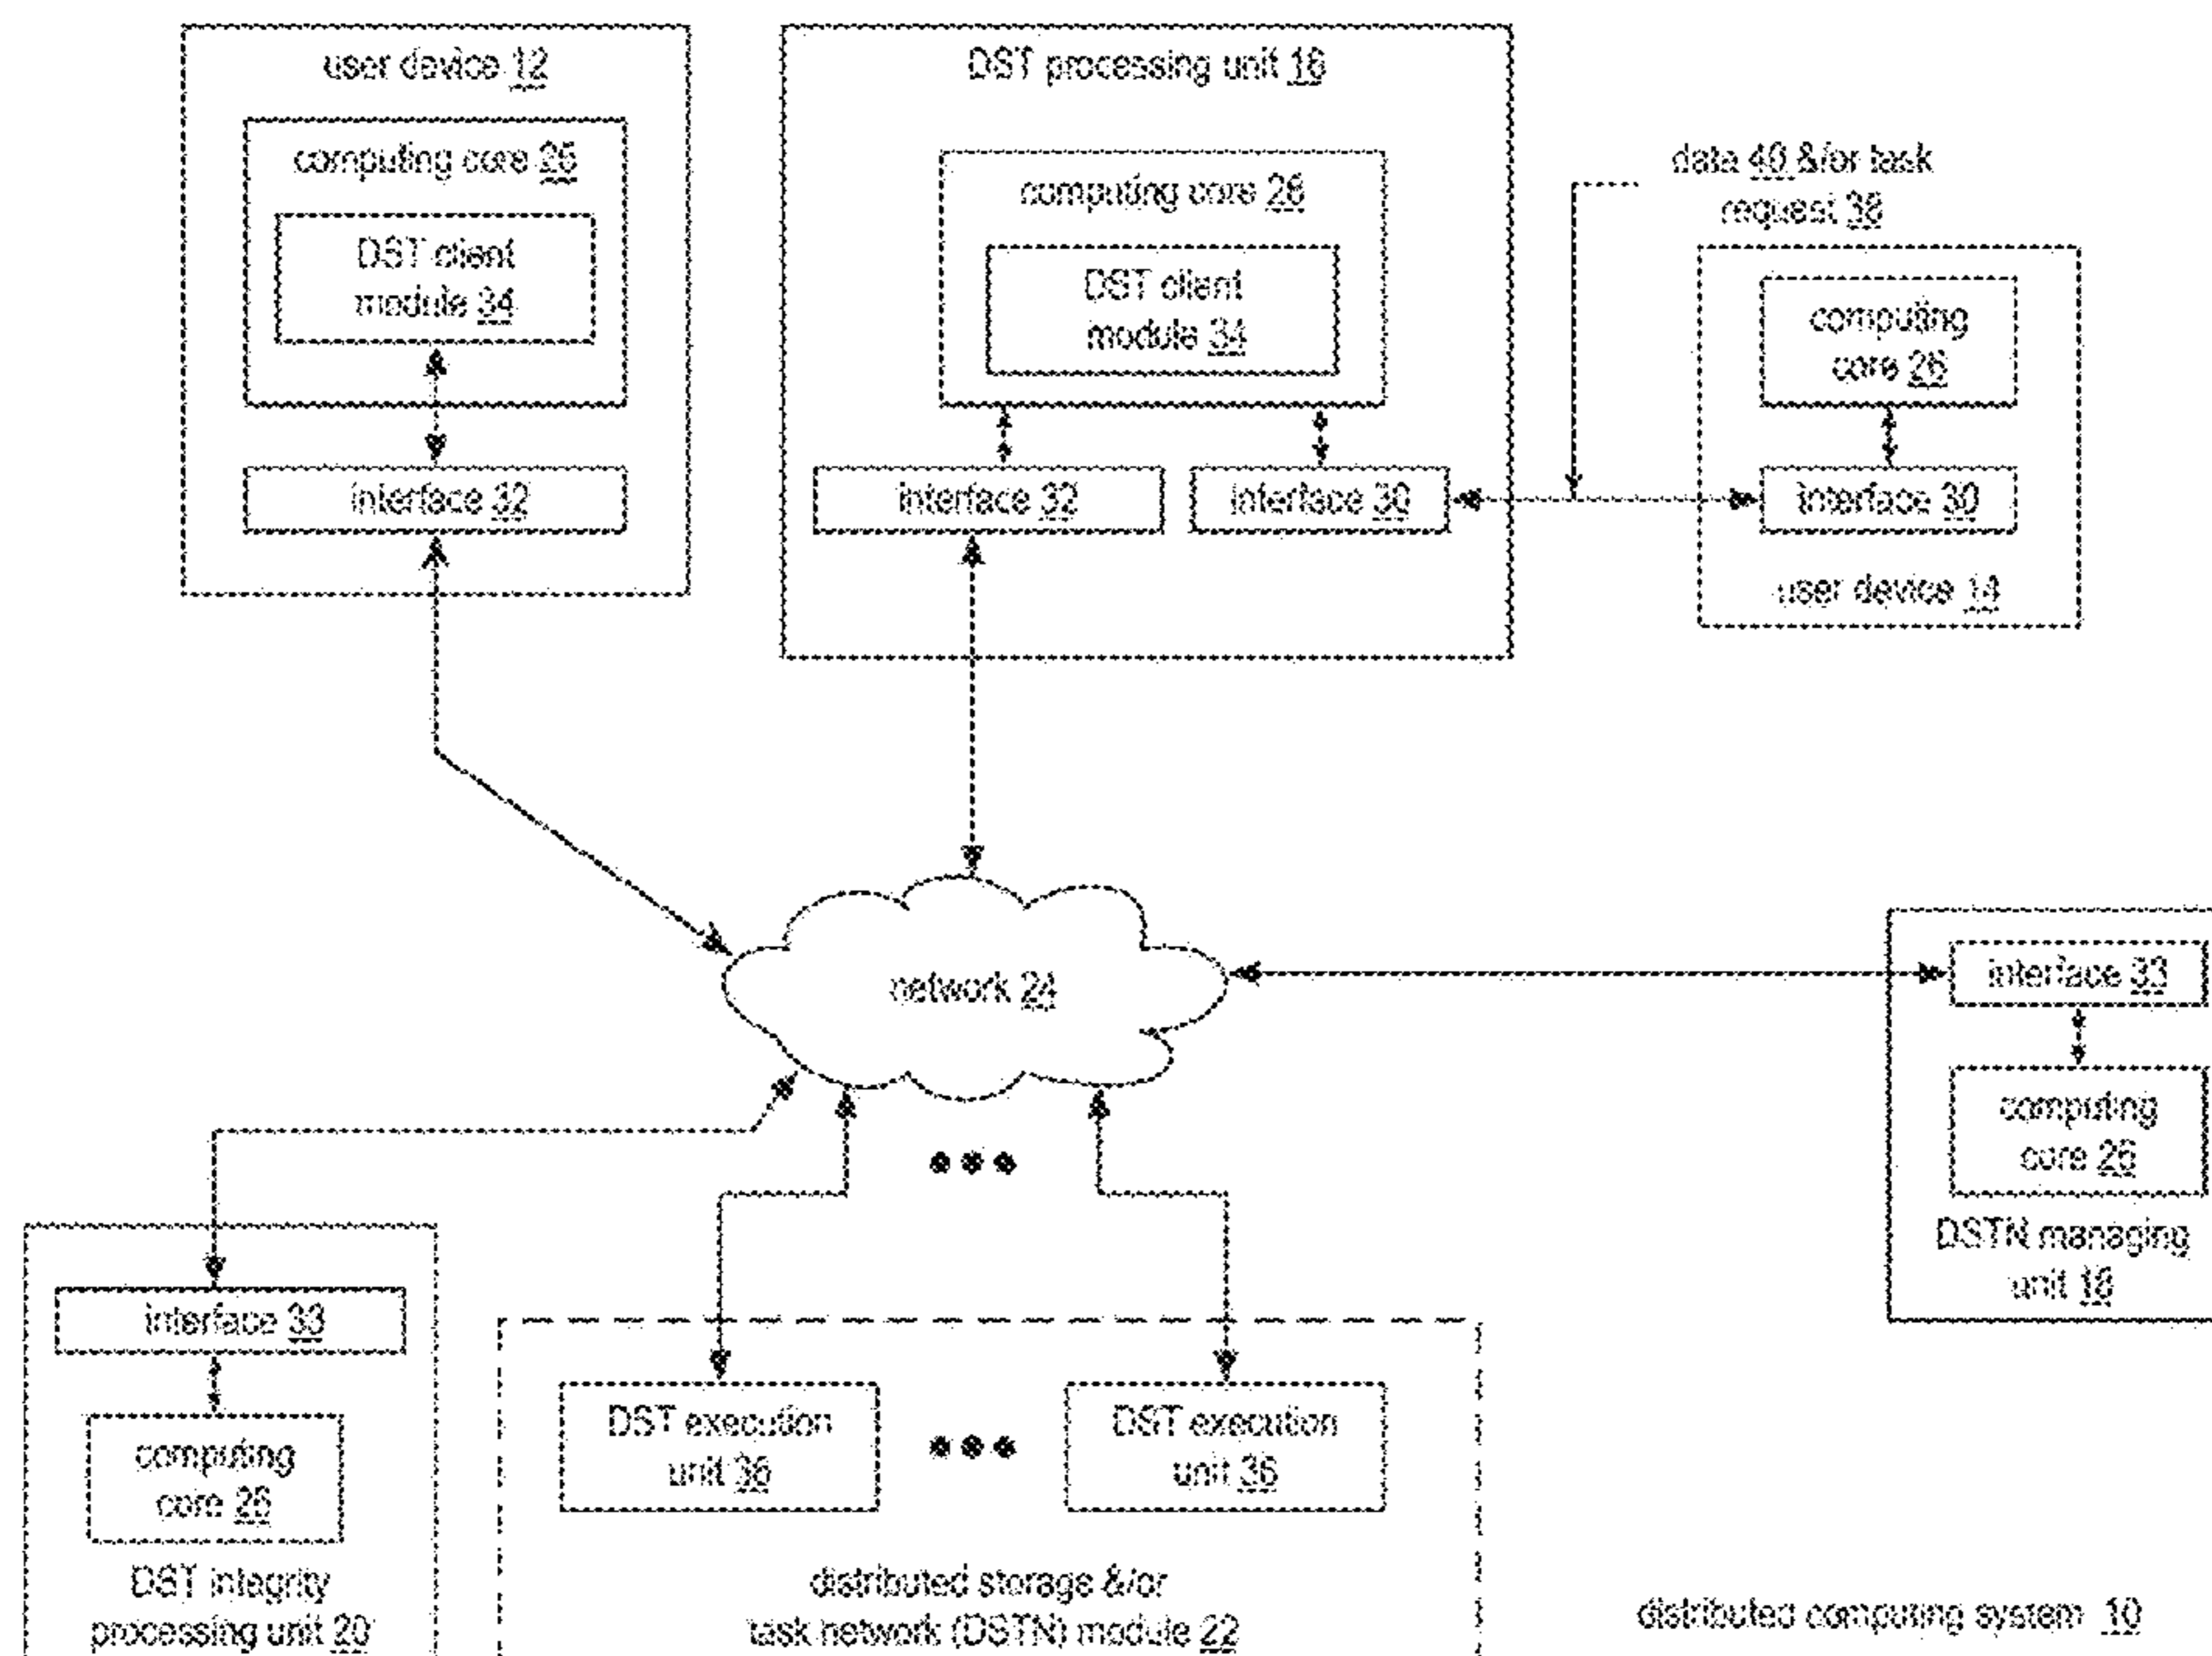 user device 12
computing core 26
DST client
module 34
interface 32
DST processing unit 16
computing core 26
DST client
module 34
interface 32
interface 30
data 40 &/or task
request 38
computing
core 26
interface 30
user device 14
network 24
interface 33
computing
core 26
DSTN managing
unit 18
interface 33
computing
core 26
DST integrity
processing unit 20
DST execution
unit 36
DST execution
unit 36
distributed storage &/or
task network (DSTN) module 22
distributed computing system 10